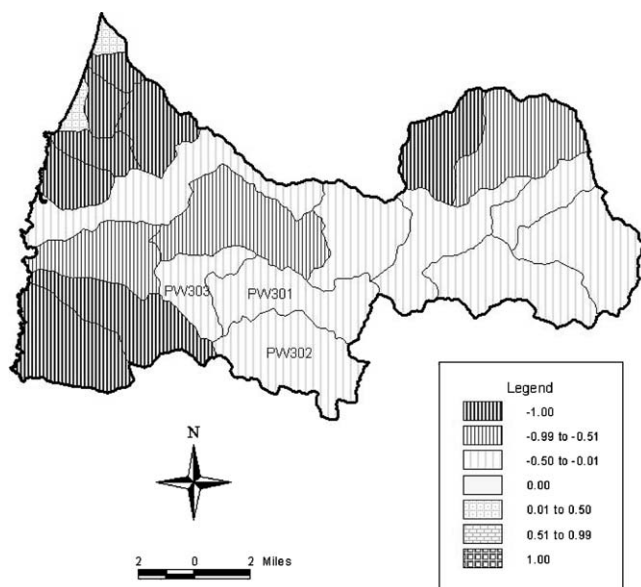 PW303
PW301
PW302
N
2 0 2 Miles
Legend
-1.00
-0.99 to -0.51
-0.50 to -0.01
0.00
0.01 to 0.50
0.51 to 0.99
1.00